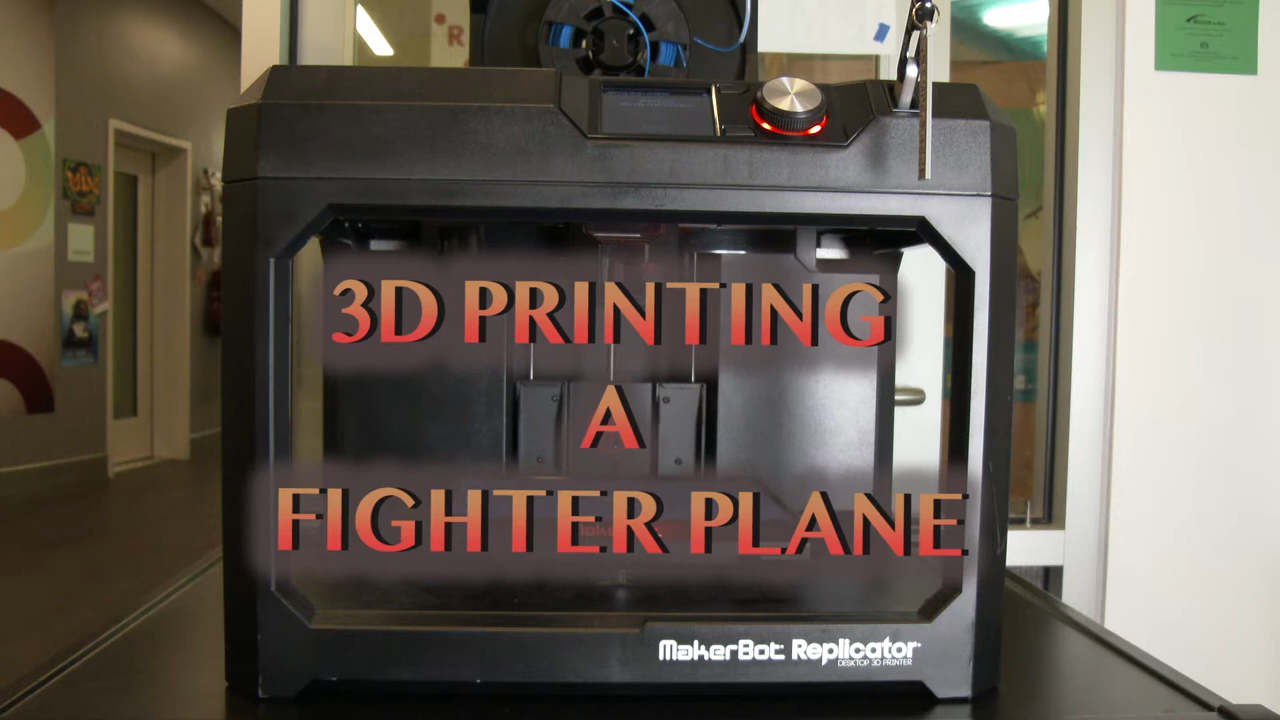 3D PRINTING
A
FIGHTER PLANE
MakerBot Replicator
DESKTOP 3D PRINTER